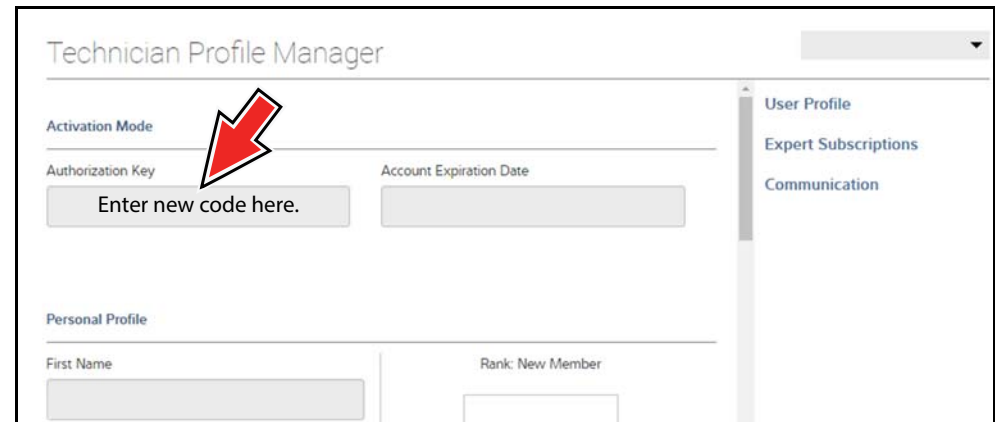 Technician Profile Manager
User Profile
Expert Subscriptions
Communication
Activation Mode
Authorization Key
Account Expiration Date
Enter new code here.
Personal Profile
First Name
Rank: New Member